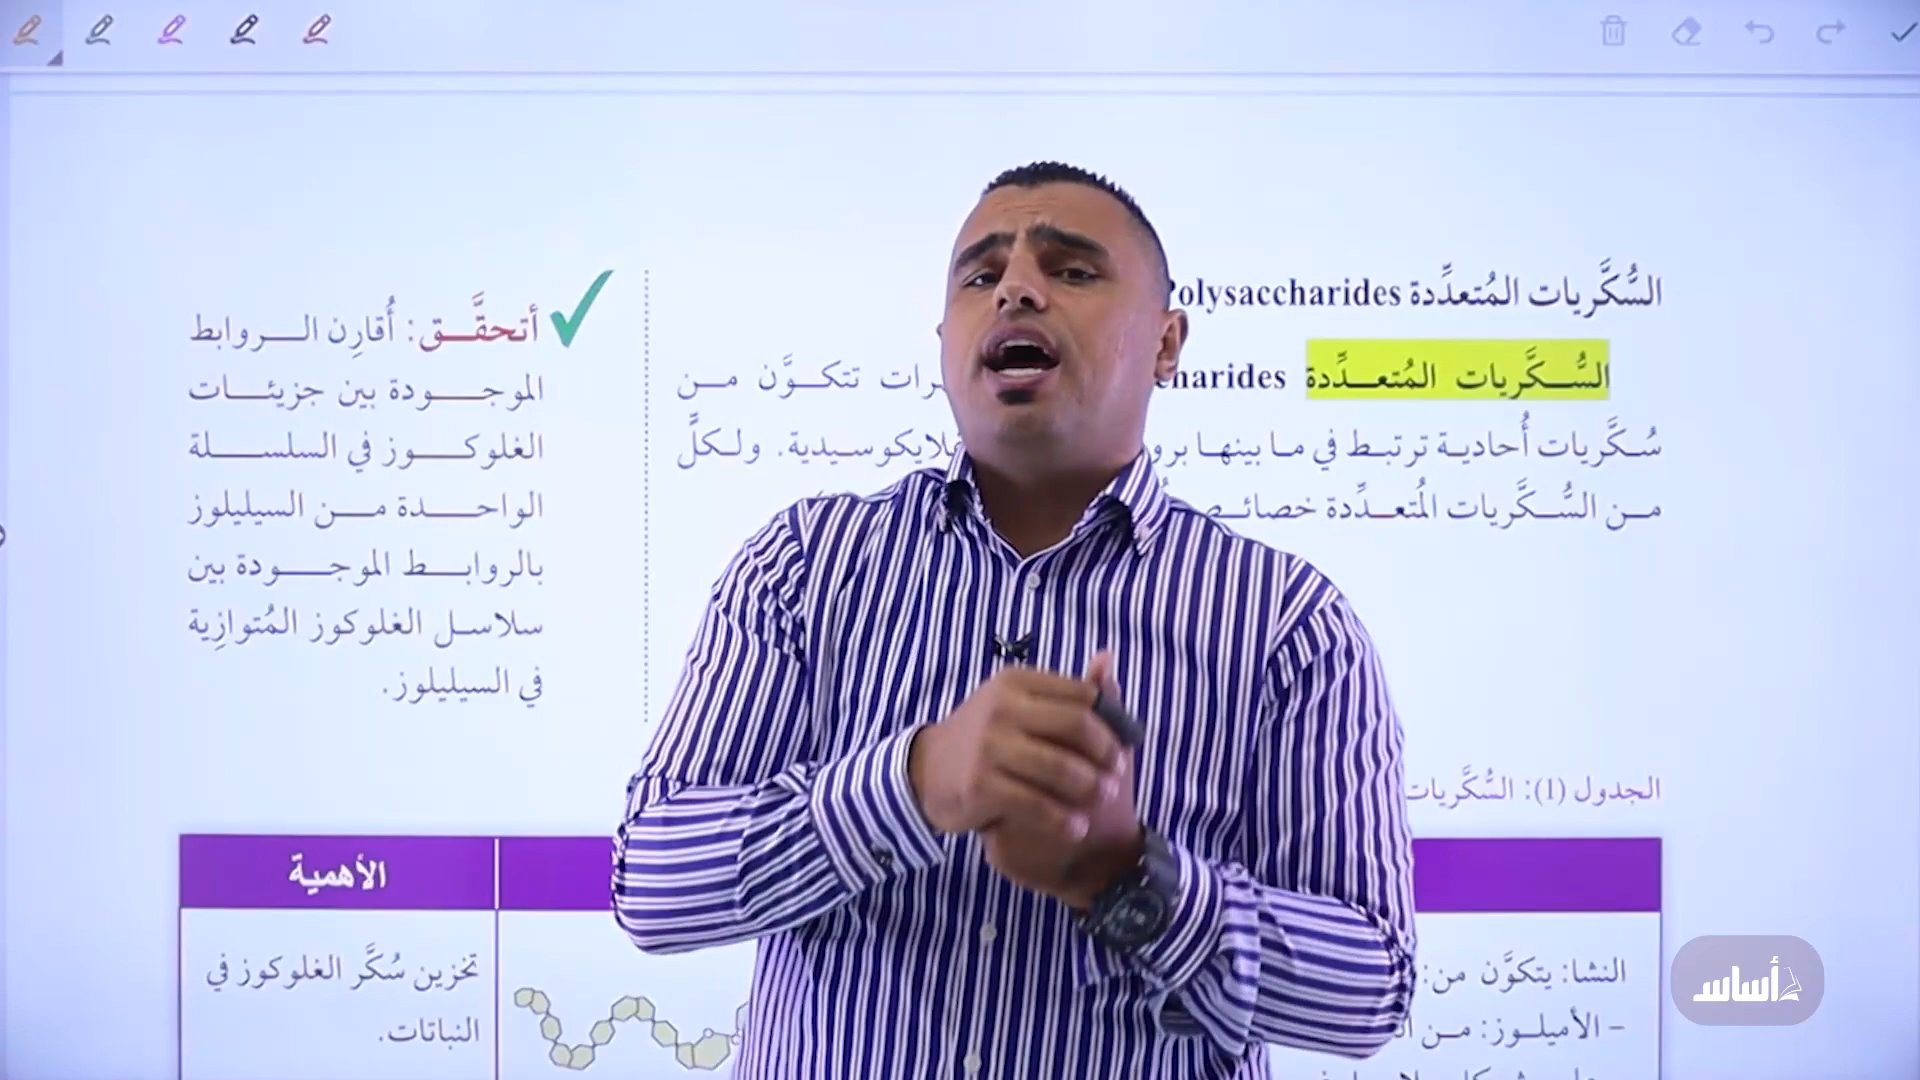 السُّكَّريات المُتعدِّدة Polysaccharides
السُّكَّريات المُتعدِّدة charides رات تتكوَّن من
سُكَّريات أُحادية ترتبط في ما بينها برو لايكوسيدية. ولكلٍّ
من السُّكَّريات المُتعدِّدة خصائص
أتحقَّق: أُقارِن الروابط
الموجودة بين جزيئات
الغلوكوز في السلسلة
الواحدة من السيليلوز
بالروابط الموجودة بين
سلاسل الغلوكوز المُتوازِية
في السيليلوز.
الجدول (1): السُّكَّريات
الأهمية
النشا: يتكوَّن من:
– الأميلوز: من
تخزين سُكَّر الغلوكوز في
النباتات.
أساس